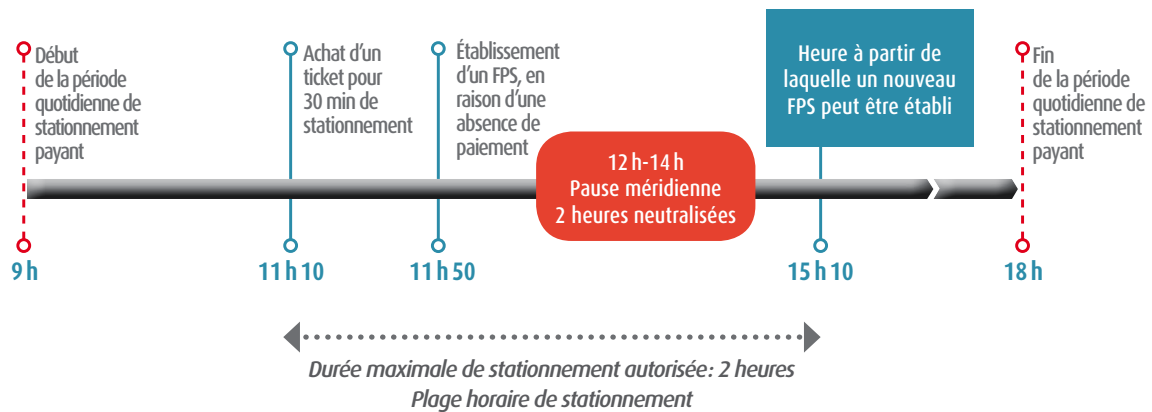 Début
de la période
quotidienne de
stationnement
payant
Achat d’un
ticket pour
30 min de
stationnement
Établissement
d’un FPS, en
raison d’une
absence de
paiement
12 h-14 h
Pause méridienne
2 heures neutralisées
Heure à partir de
laquelle un nouveau
FPS peut être établi
Fin
de la période
quotidienne de
stationnement
payant
9 h
11 h 10
11 h 50
15 h 10
18 h
Durée maximale de stationnement autorisée : 2 heures
Plage horaire de stationnement